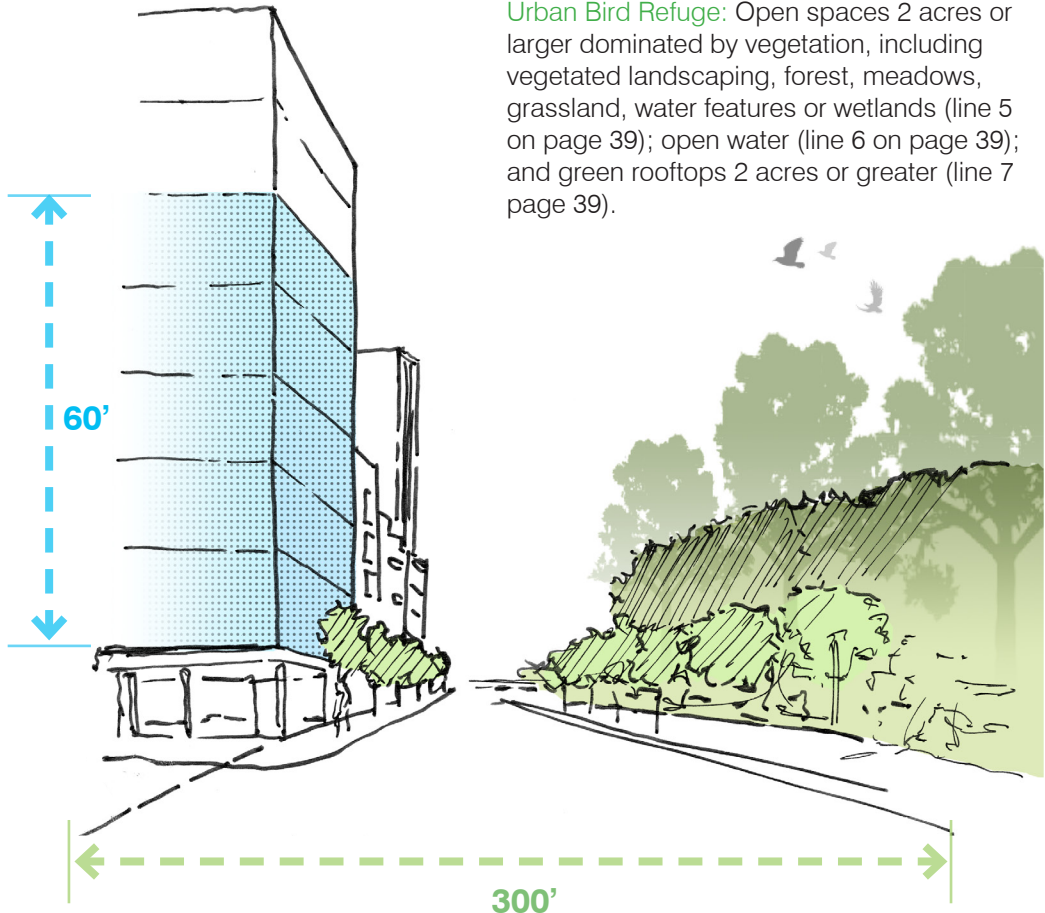 Urban Bird Refuge: Open spaces 2 acres or
larger dominated by vegetation, including
vegetated landscaping, forest, meadows,
grassland, water features or wetlands (line 5
on page 39); open water (line 6 on page 39);
and green rooftops 2 acres or greater (line 7
page 39).
60’
300’